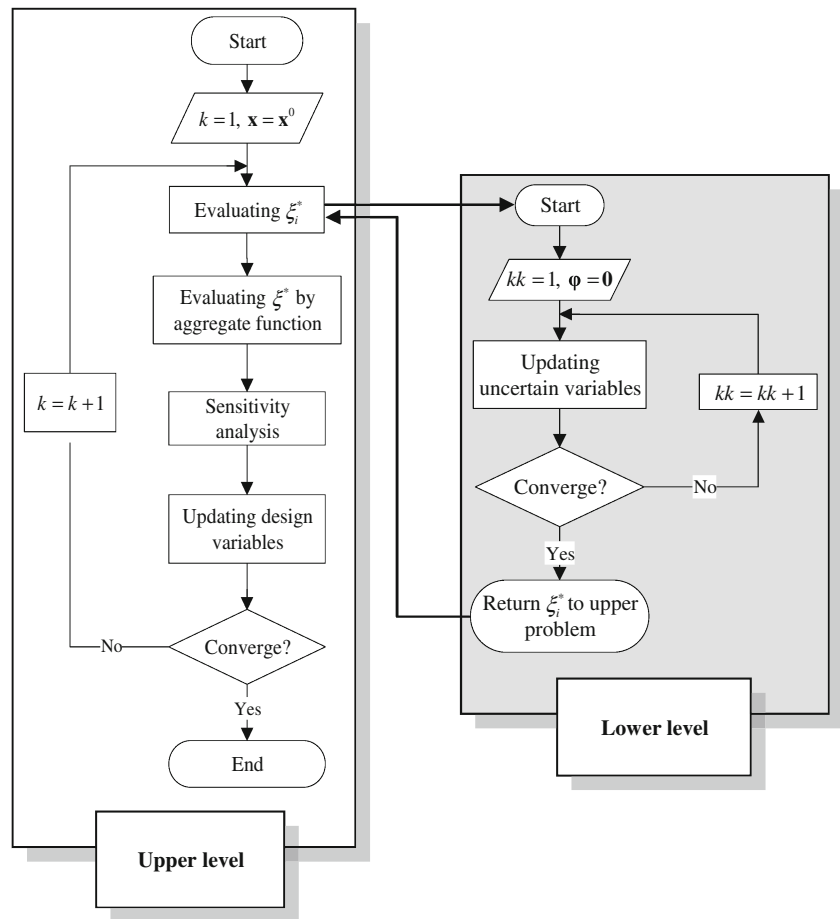 Start
k = 1, x = x⁰
Evaluating ξᵢ*
Evaluating ξ* by
aggregate function
Sensitivity
analysis
Updating design
variables
Converge?
No
k = k + 1
Yes
End
Upper level
Start
kk = 1, φ = 0
Updating
uncertain variables
kk = kk + 1
Converge?
No
Yes
Return ξᵢ* to upper
problem
Lower level